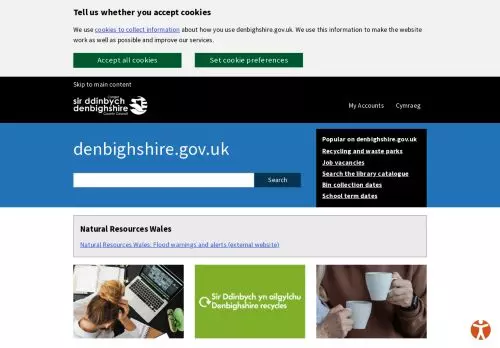 Tell us whether you accept cookies
We use cookies to collect information about how you use denbighshire.gov.uk. We use this information to make the website
work as well as possible and improve our services.
Accept all cookies
Set cookie preferences
Skip to main content
sir ddinbych
denbighshire
County Council
My Accounts
Cymraeg
denbighshire.gov.uk
Search
Popular on denbighshire.gov.uk
Recycling and waste parks
Job vacancies
Search the library catalogue
Bin collection dates
School term dates
Natural Resources Wales
Natural Resources Wales: Flood warnings and alerts (external website)
Sir Ddinbych yn ailgylchu
Denbighshire recycles